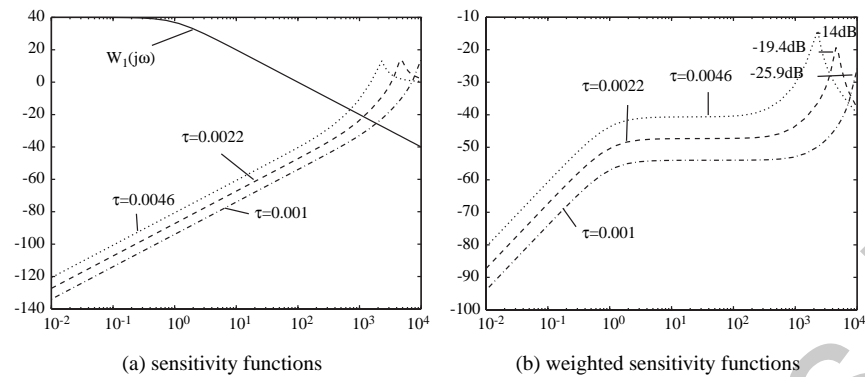 40
20
0
-20
-40
-60
-80
-100
-120
-140
W₁(jω)
τ=0.0022
τ=0.0046
τ=0.001
10⁻² 10⁻¹ 10⁰ 10¹ 10² 10³ 10⁴
(a) sensitivity functions
-10
-20
-30
-40
-50
-60
-70
-80
-90
-100
-14dB
-19.4dB
-25.9dB
τ=0.0046
τ=0.0022
τ=0.001
10⁻² 10⁻¹ 10⁰ 10¹ 10² 10³ 10⁴
(b) weighted sensitivity functions